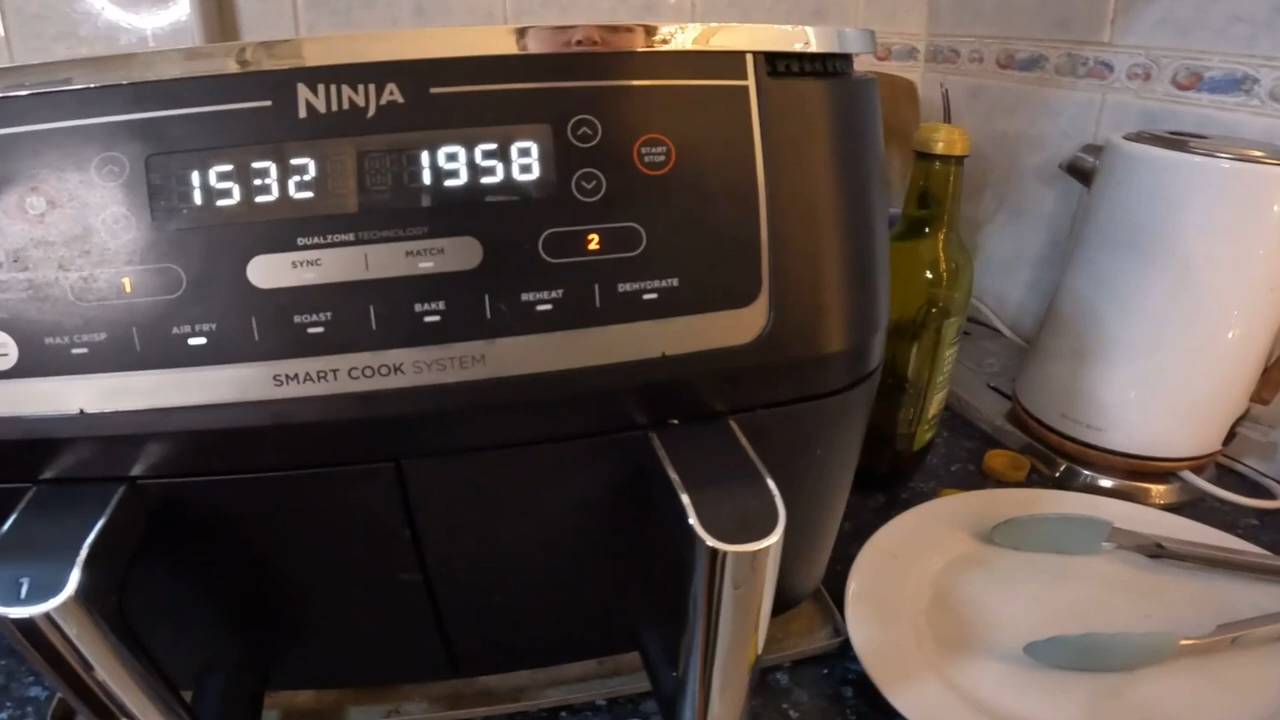 NINJA
1532 1958
START
STOP
DUALZONE TECHNOLOGY
SYNC MATCH
1 2
MAX CRISP AIR FRY ROAST BAKE REHEAT DEHYDRATE
SMART COOK SYSTEM
1